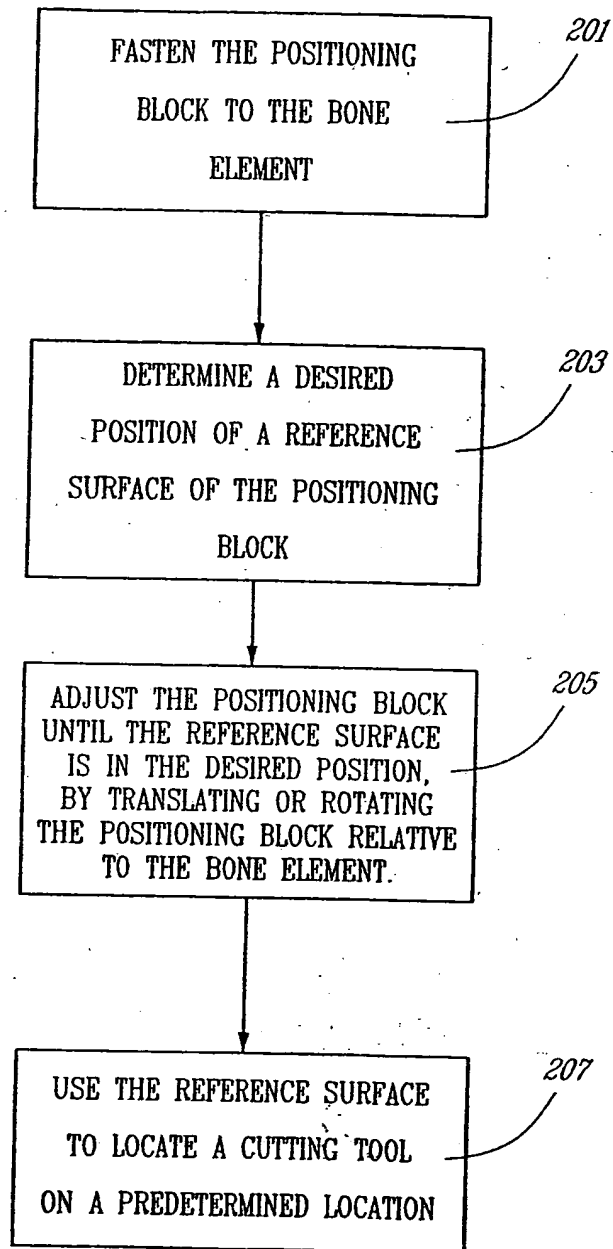 201
FASTEN THE POSITIONING
BLOCK TO THE BONE
ELEMENT
203
DETERMINE A DESIRED
POSITION OF A REFERENCE
SURFACE OF THE POSITIONING
BLOCK
205
ADJUST THE POSITIONING BLOCK
UNTIL THE REFERENCE SURFACE
IS IN THE DESIRED POSITION,
BY TRANSLATING OR ROTATING
THE POSITIONING BLOCK RELATIVE
TO THE BONE ELEMENT.
207
USE THE REFERENCE SURFACE
TO LOCATE A CUTTING TOOL
ON A PREDETERMINED LOCATION